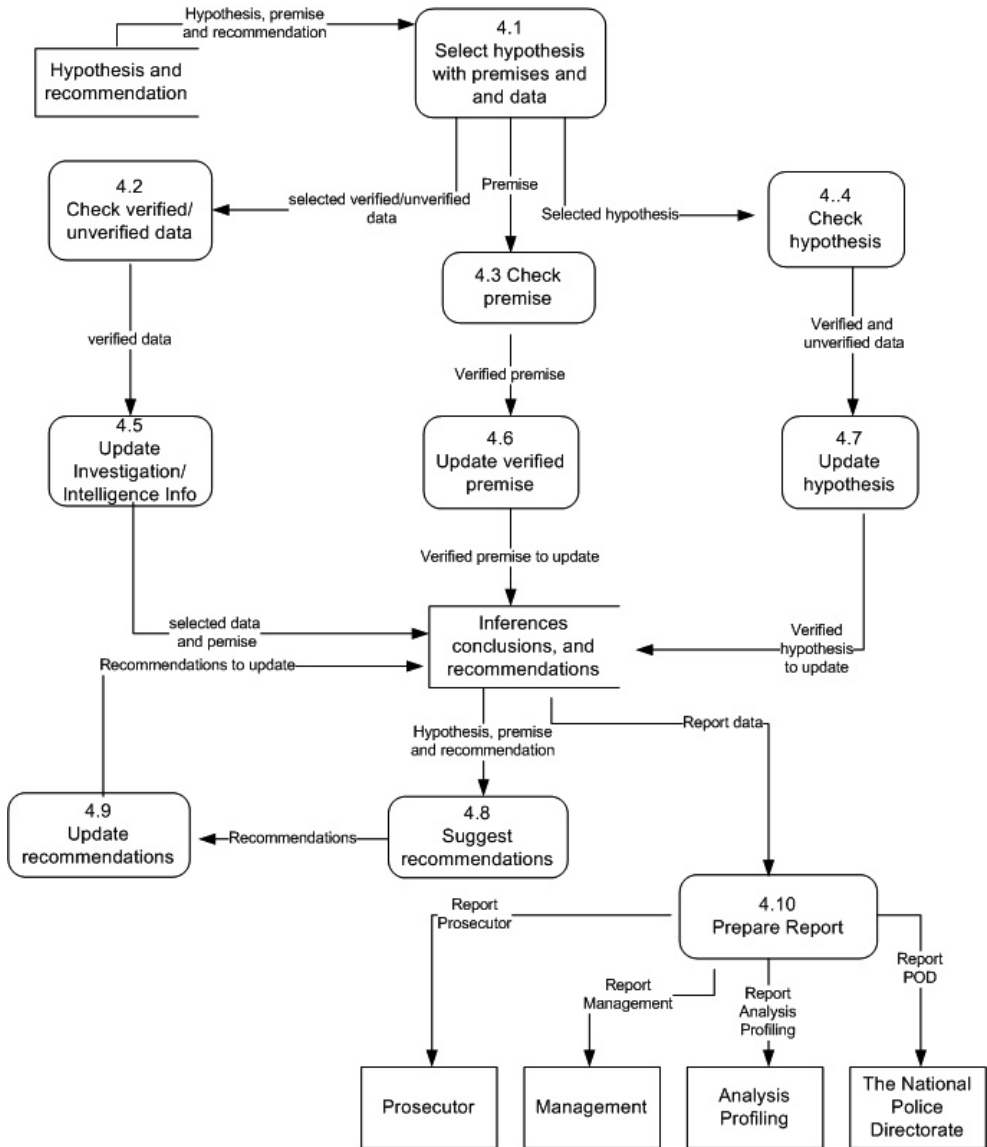 Hypothesis, premise
and recommendation
4.1
Select hypothesis
with premises and
and data
Hypothesis and
recommendation
4.2
Check verified/
unverified data
selected verified/unverified
data
Premise
Selected hypothesis
4..4
Check
hypothesis
4.3 Check
premise
verified data
Verified premise
Verified and
unverified data
4.5
Update
Investigation/
Intelligence Info
4.6
Update verified
premise
4.7
Update
hypothesis
Verified premise to update
selected data
and pemise
Inferences
conclusions, and
recommendations
Verified
hypothesis
to update
Recommendations to update
Hypothesis, premise
and recommendation
Report data
4.9
Update
recommendations
Recommendations
4.8
Suggest
recommendations
4.10
Prepare Report
Report
Prosecutor
Report
Management
Report
Analysis
Profiling
Report
POD
Prosecutor
Management
Analysis
Profiling
The National
Police
Directorate